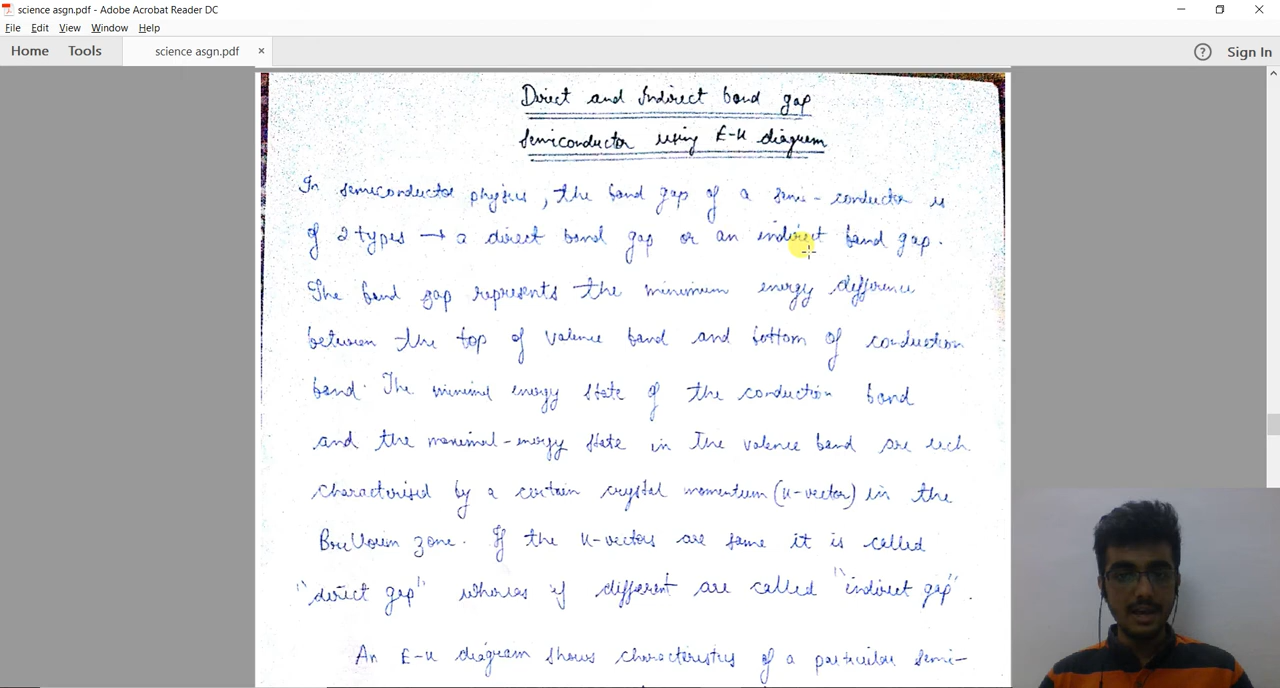 science asgn.pdf - Adobe Acrobat Reader DC
File Edit View Window Help
Home Tools science asgn.pdf × ? Sign In
Direct and Indirect band gap
Semiconductor using E-K diagram
In semiconductor physics, the band gap of a semi-conductor is
of 2 types → a direct band gap or an indirect band gap.
The band gap represents the minimum energy difference
between the top of valence band and bottom of conduction
band. The minimal energy state of the conduction band
and the maximal-energy state in the valence band are each
characterised by a certain crystal momentum (K-vector) in the
Brillouin zone. If the K-vectors are same it is called
"direct gap" whereas if different are called "indirect gap".
An E-K diagram shows characteristics of a particular semi-